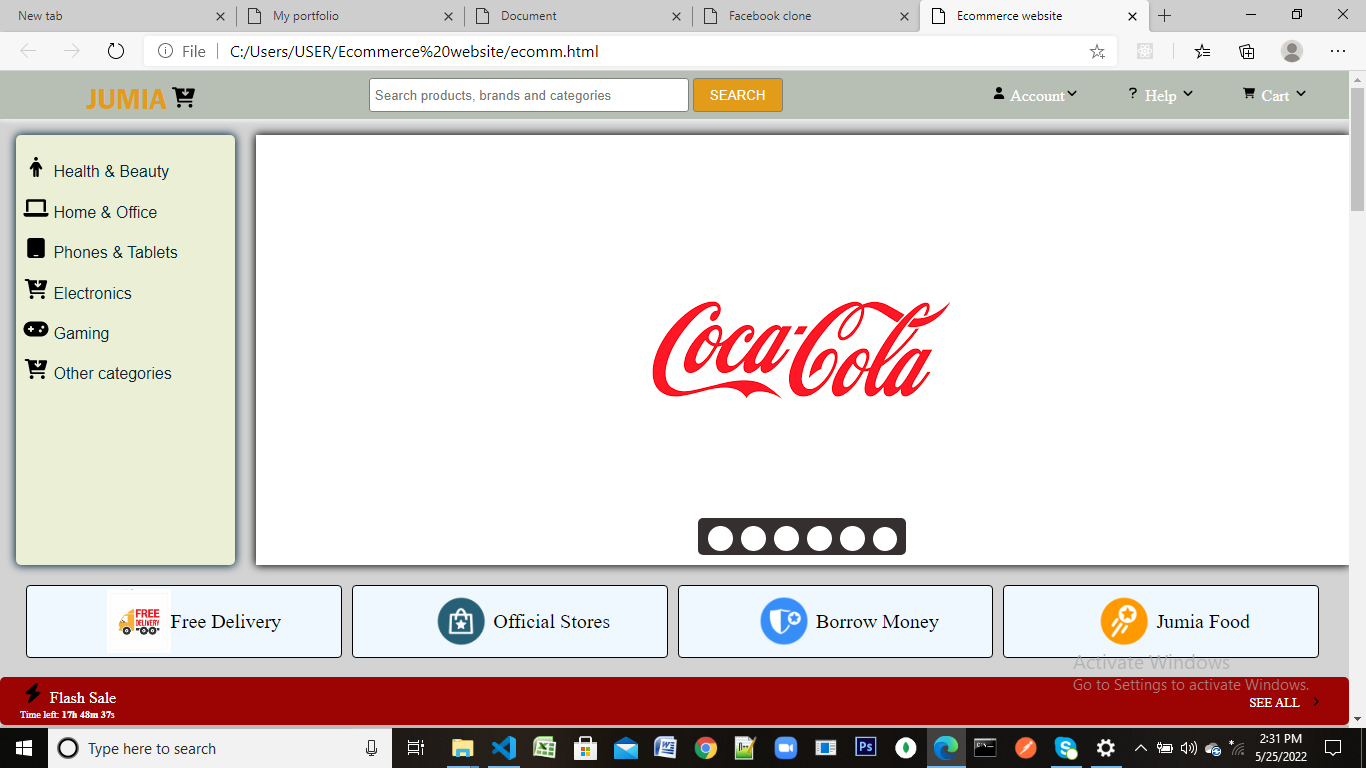 New tab
My portfolio
Document
Facebook clone
Ecommerce website
File
C:/Users/USER/Ecommerce%20website/ecomm.html
JUMIA
Search products, brands and categories
SEARCH
Account
? Help
Cart
Health & Beauty
Home & Office
Phones & Tablets
Electronics
Gaming
Other categories
Coca-Cola
FREE
DELIVERY
Free Delivery
Official Stores
Borrow Money
Jumia Food
Activate Windows
Go to Settings to activate Windows.
Flash Sale
Time left: 17h 48m 37s
SEE ALL
Type here to search
Ps
2:31 PM
5/25/2022